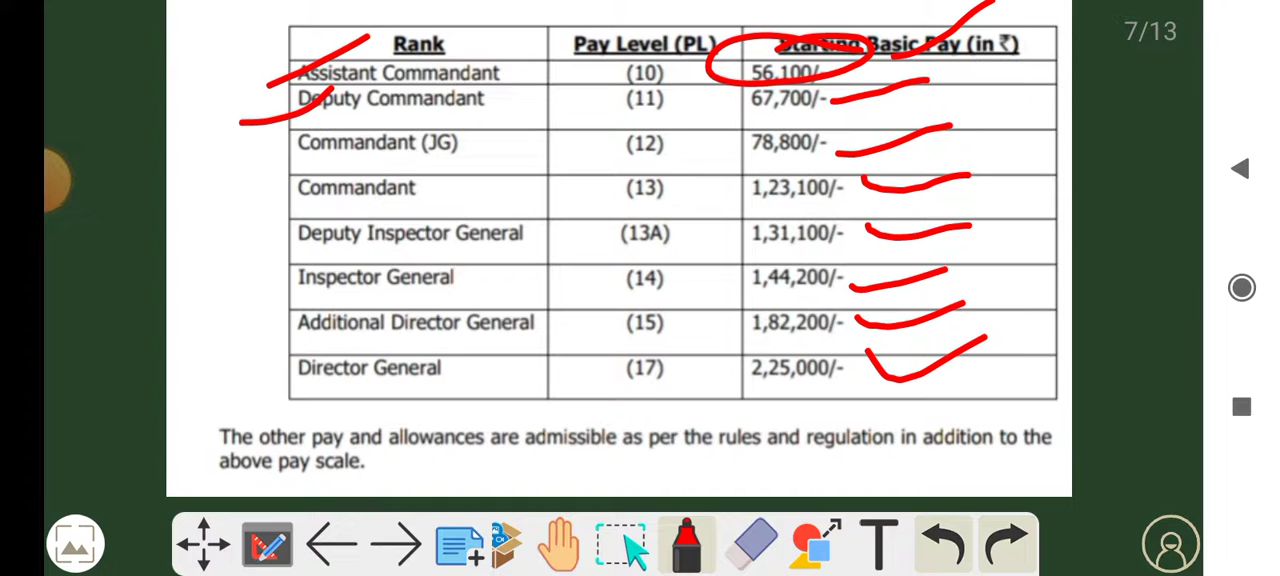 7/13
Rank Pay Level (PL) Starting Basic Pay (in ₹)
Assistant Commandant (10) 56,100/-
Deputy Commandant (11) 67,700/-
Commandant (JG) (12) 78,800/-
Commandant (13) 1,23,100/-
Deputy Inspector General (13A) 1,31,100/-
Inspector General (14) 1,44,200/-
Additional Director General (15) 1,82,200/-
Director General (17) 2,25,000/-
The other pay and allowances are admissible as per the rules and regulation in addition to the
above pay scale.
T